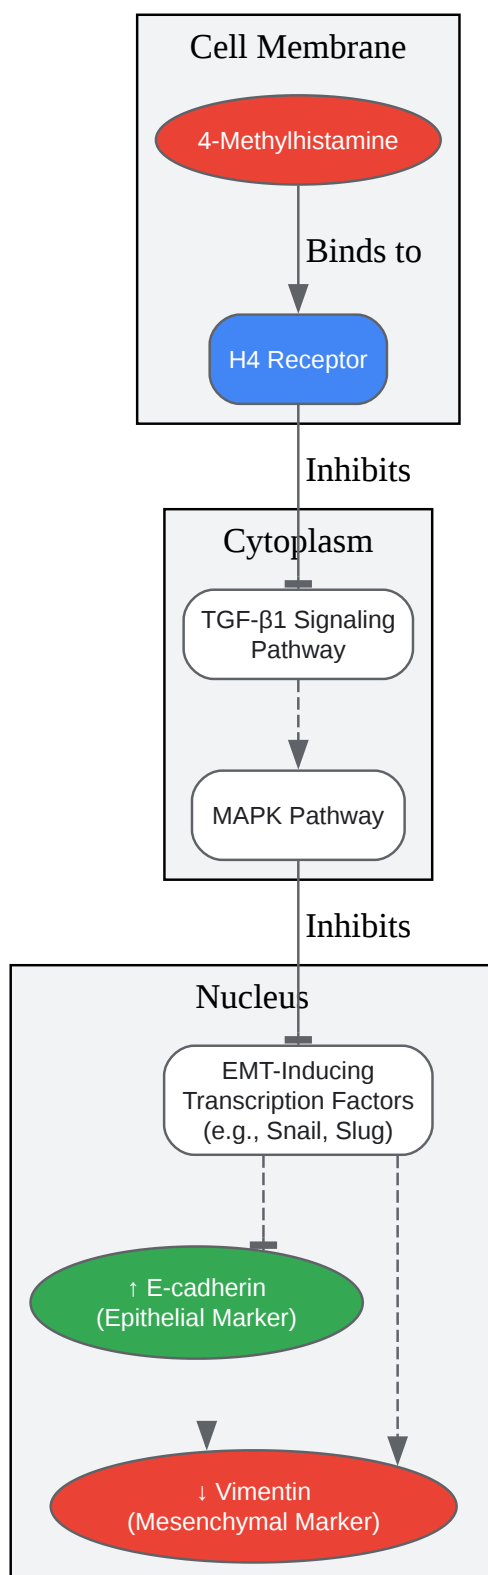 Cell Membrane
4-Methylhistamine
Binds to
H4 Receptor
Inhibits
Cytoplasm
TGF-β1 Signaling
Pathway
MAPK Pathway
Inhibits
Nucleus
EMT-Inducing
Transcription Factors
(e.g., Snail, Slug)
↑ E-cadherin
(Epithelial Marker)
↓ Vimentin
(Mesenchymal Marker)